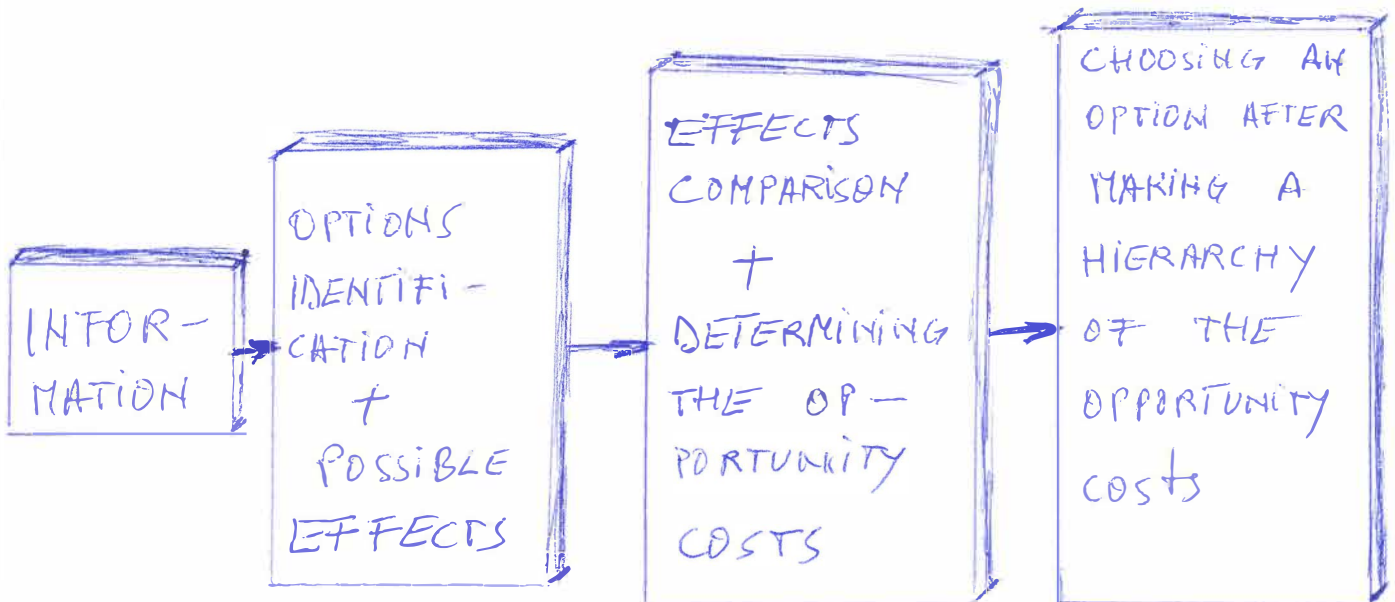 INFOR-
MATION
OPTIONS
IDENTIFI-
CATION
+
POSSIBLE
EFFECTS
EFFECTS
COMPARISON
+
DETERMINING
THE OP-
PORTUNITY
COSTS
CHOOSING AN
OPTION AFTER
MAKING A
HIERARCHY
OF THE
OPPORTUNITY
COSTS